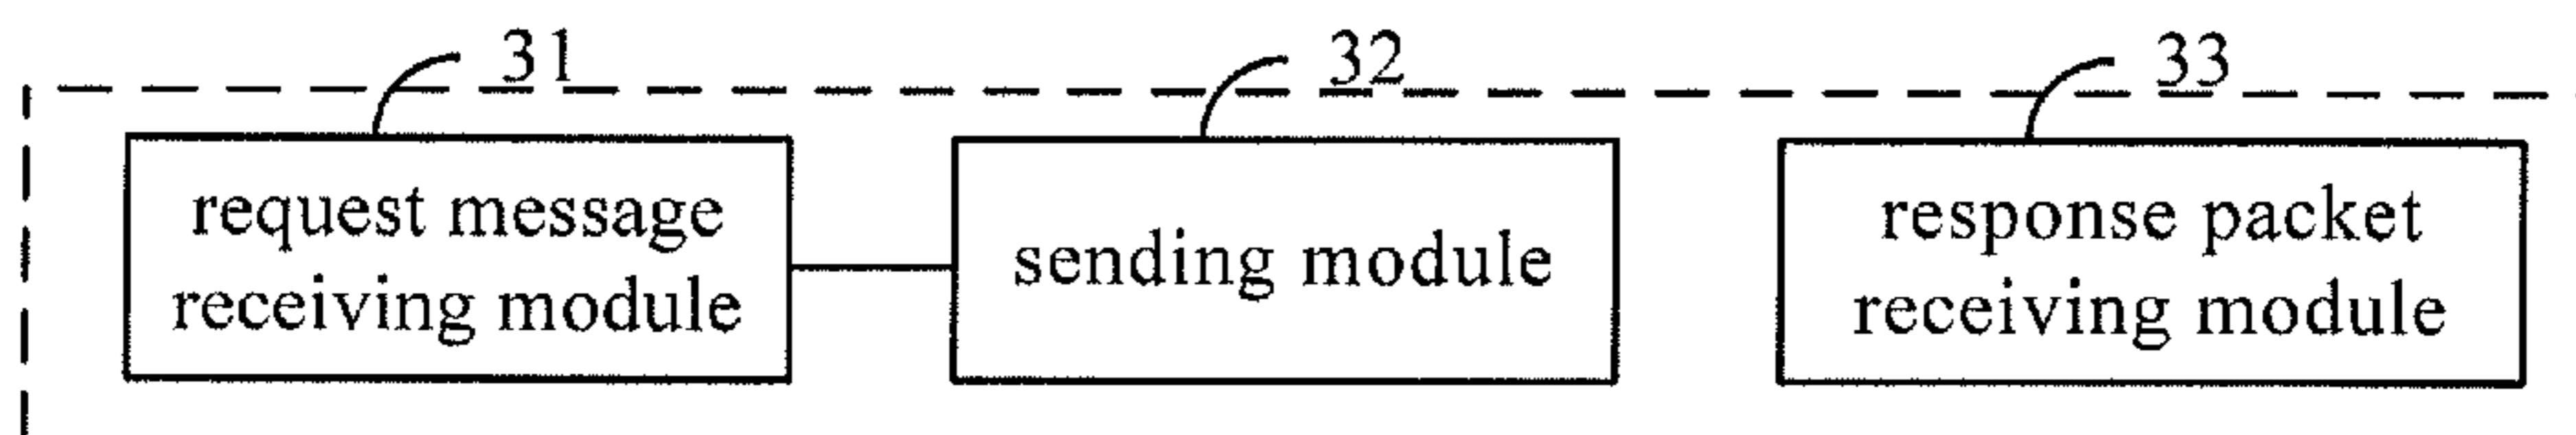 31
32
33
request message
receiving module
sending module
response packet
receiving module